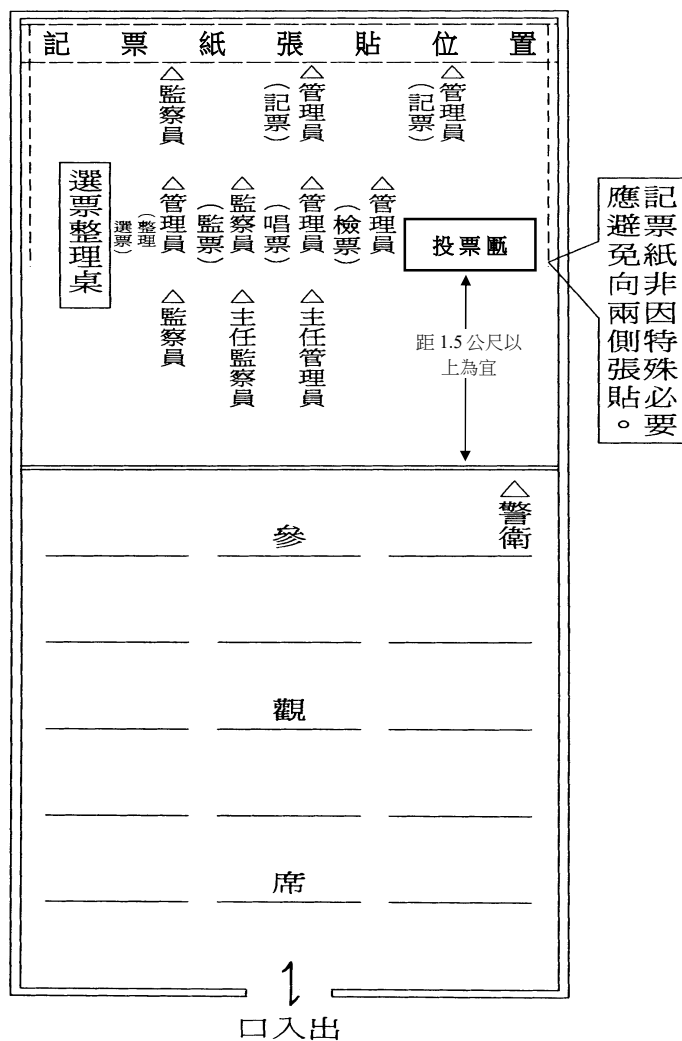 記票紙張貼位置
△管理員
(記票)
△管理員
(記票)
△監察員
△管理員
(檢票)
△管理員
(唱票)
△監察員
(監票)
△管理員
(整理
選票)
選票整理桌
投票匭
△主任管理員
△主任監察員
△監察員
距1.5公尺以
上為宜
記票紙非因特殊必要
應避免向兩側張貼。
△警衛
參
觀
席
出入口